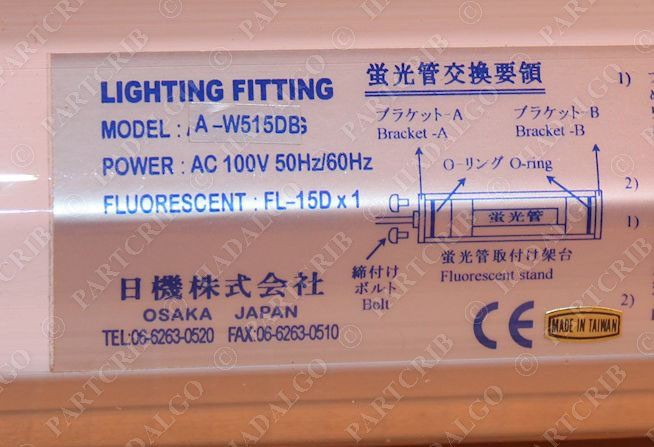 LIGHTING FITTING
MODEL : A-W515DB
POWER : AC 100V 50Hz/60Hz
FLUORESCENT : FL-15D x 1
日機株式会社
OSAKA JAPAN
TEL:06-6263-0520 FAX:06-6263-0510
蛍光管交換要領
ブラケット-A ブラケット-B
Bracket -A Bracket -B
O-リング O-ring
蛍光管
蛍光管取付け架台
Fluorescent stand
締付け
ボルト
Bolt
CE
MADE IN TAIWAN
1)
2)
1)
2)
© PARTCRIB
© HADALGO